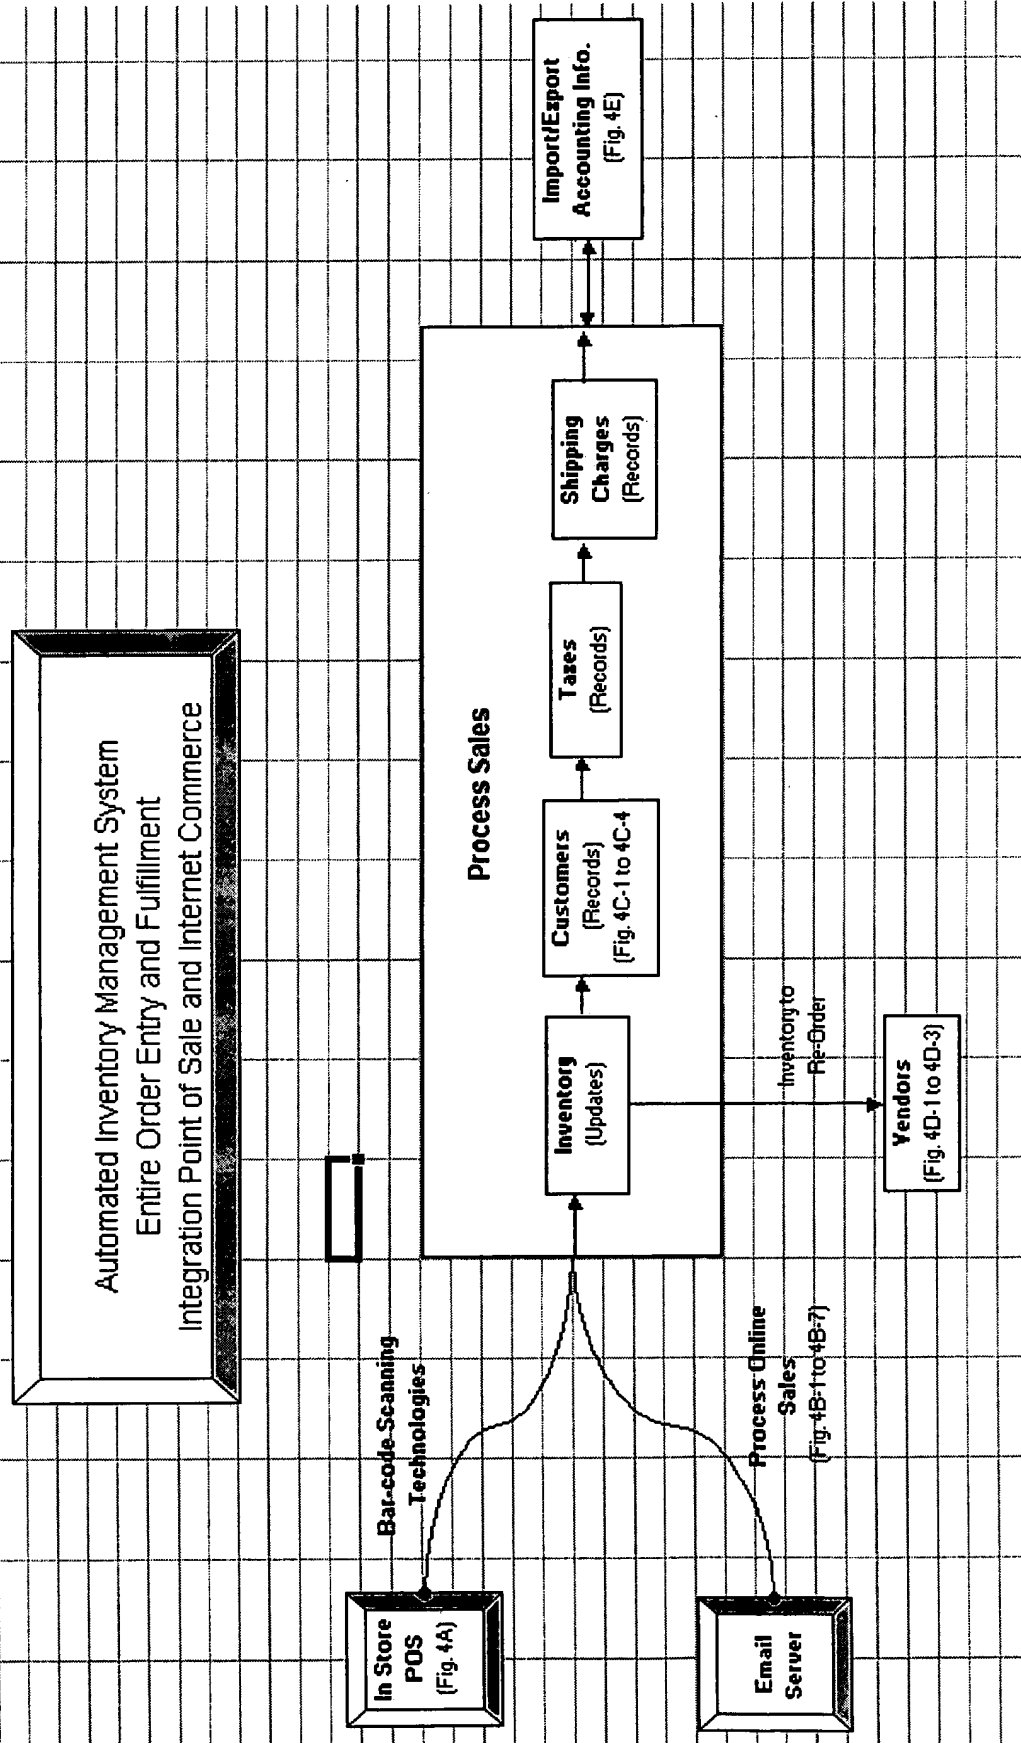 Automated Inventory Management System
Entire Order Entry and Fulfillment
Integration Point of Sale and Internet Commerce
In Store
POS
(Fig. 4A)
Bar-code Scanning
Technologies
Email
Server
Process Online
Sales
(Fig. 4B-1 to 4B-7)
Process Sales
Inventory
(Updates)
Customers
(Records)
(Fig. 4C-1 to 4C-4
Taxes
(Records)
Shipping
Charges
(Records)
Import/Export
Accounting Info.
(Fig. 4E)
Inventory to
Re-Order
Vendors
(Fig. 4D-1 to 4D-3)